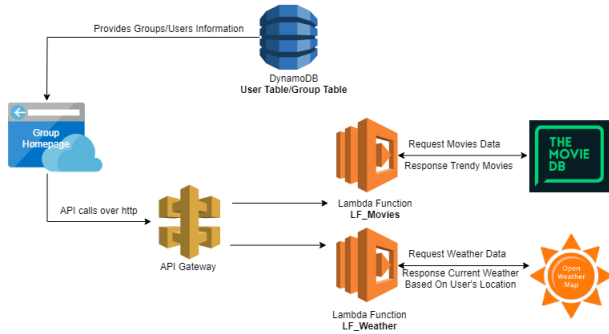 Provides Groups/Users Information
DynamoDB
User Table/Group Table
Group
Homepage
API calls over http
API Gateway
Lambda Function
LF_Movies
Request Movies Data
Response Trendy Movies
THE
MOVIE
DB
Lambda Function
LF_Weather
Request Weather Data
Response Current Weather
Based On User's Location
Open
Weather
Map